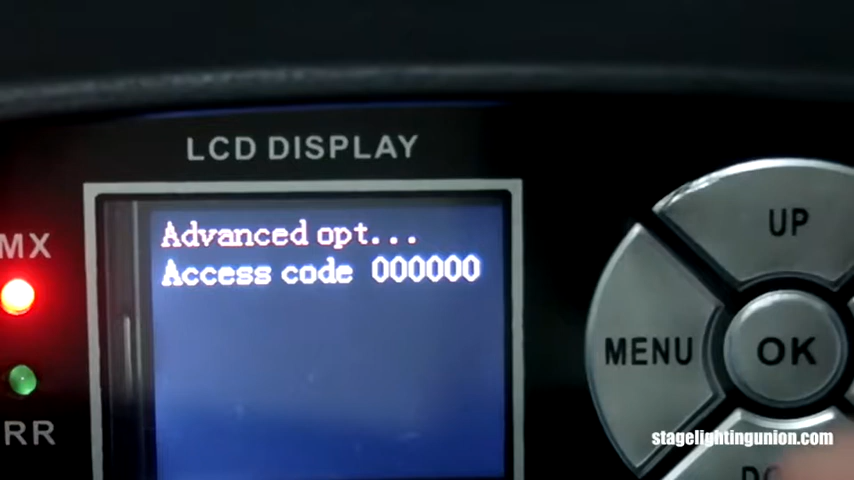 LCD DISPLAY
Advanced opt...
Access code 000000
MX
RR
UP
MENU
OK
stagelightingunion.com